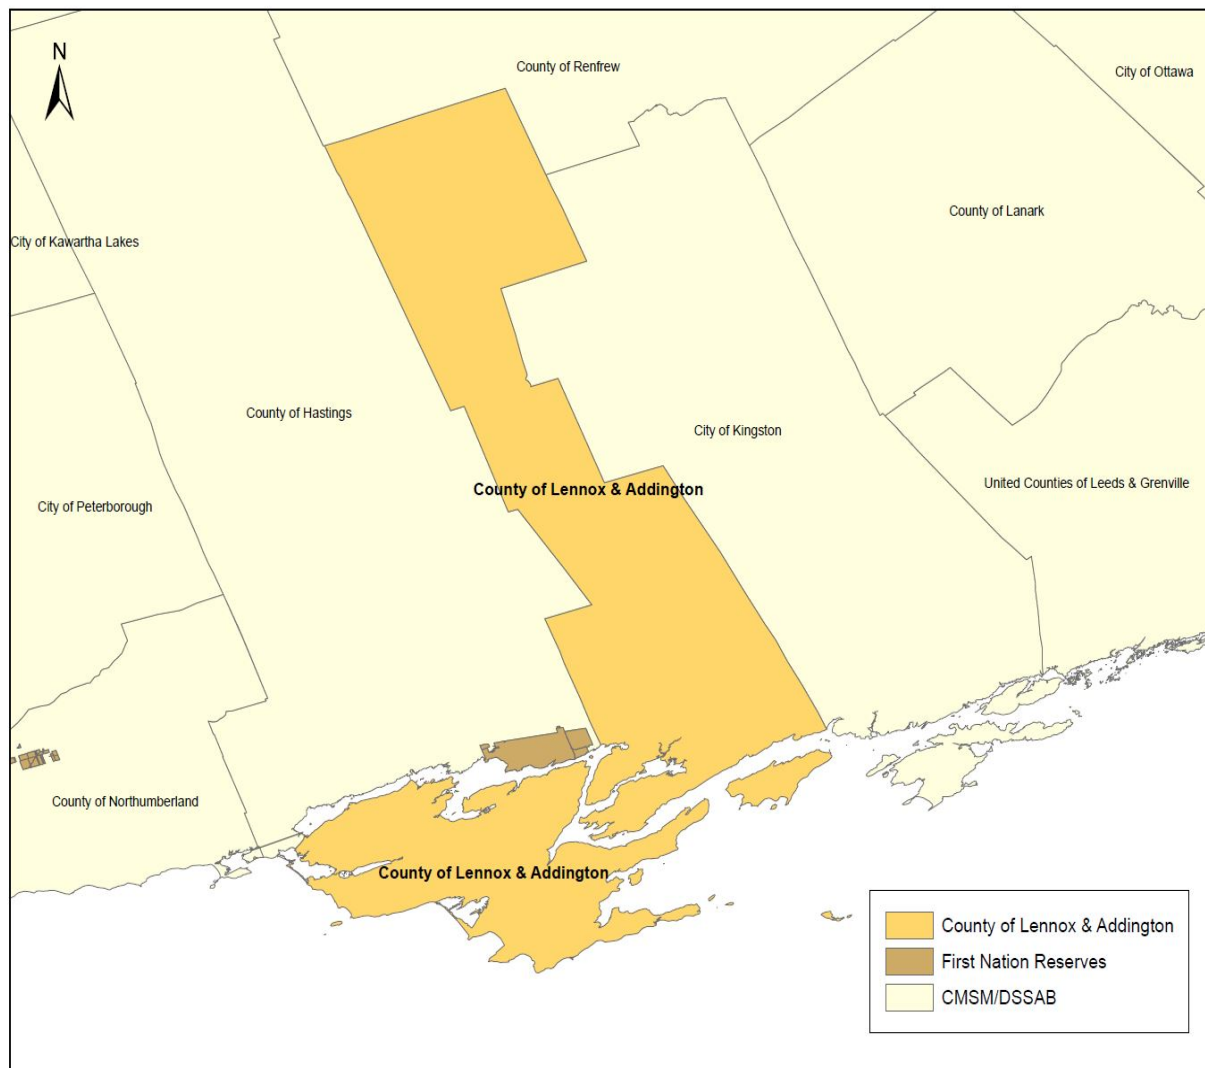 N
County of Renfrew
City of Ottawa
County of Lanark
City of Kawartha Lakes
County of Hastings
City of Kingston
United Counties of Leeds & Grenville
County of Lennox & Addington
City of Peterborough
County of Northumberland
County of Lennox & Addington
County of Lennox & Addington
First Nation Reserves
CMSM/DSSAB